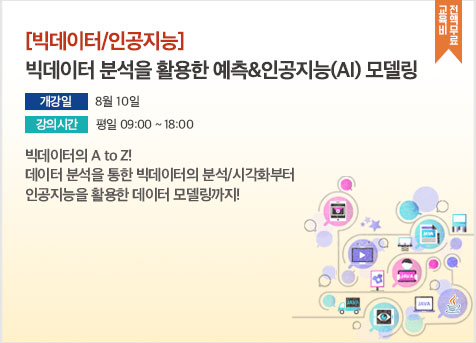 교육비
전액무료
[빅데이터/인공지능]
빅데이터 분석을 활용한 예측&인공지능(AI) 모델링
개강일 8월 10일
강의시간 평일 09:00 ~ 18:00
빅데이터의 A to Z!
데이터 분석을 통한 빅데이터의 분석/시각화부터
인공지능을 활용한 데이터 모델링까지!
JAVA
JAVA
JAVA